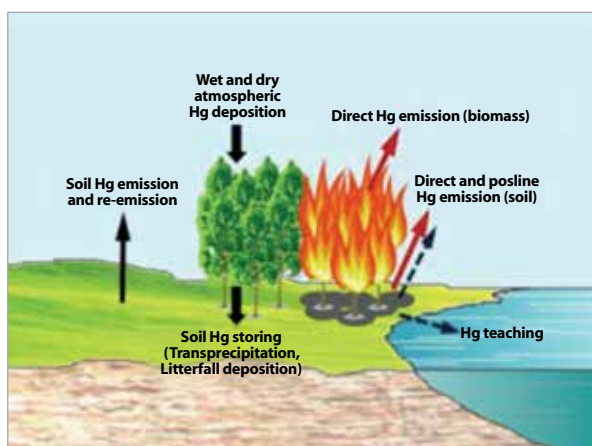 Wet and dry
atmospheric
Hg deposition
Direct Hg emission (biomass)
Soil Hg emission
and re-emission
Direct and posline
Hg emission (soil)
Soil Hg storing
(Transprecipitation,
Litterfall deposition)
Hg teaching